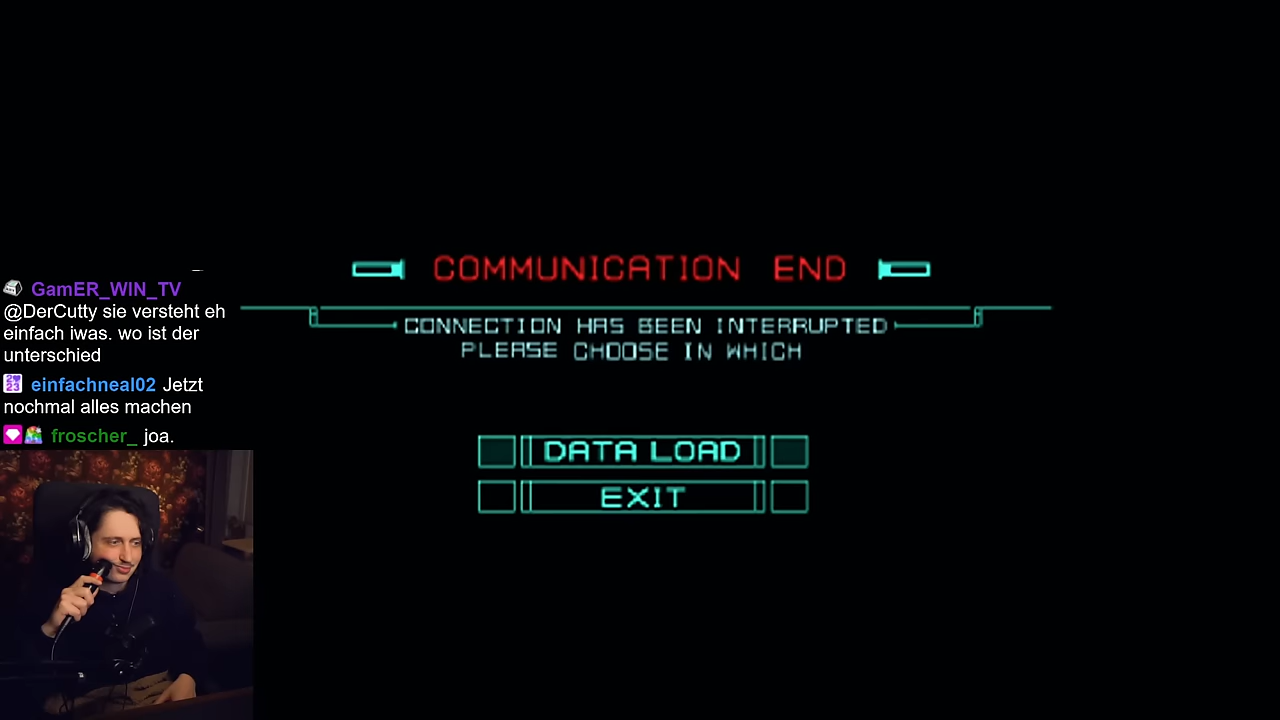 GamER_WIN_TV
@DerCutty sie versteht eh
einfach iwas. wo ist der
unterschied
einfachneal02 Jetzt
nochmal alles machen
froscher_ joa.
COMMUNICATION END
CONNECTION HAS BEEN INTERRUPTED
PLEASE CHOOSE IN WHICH
DATA LOAD
EXIT